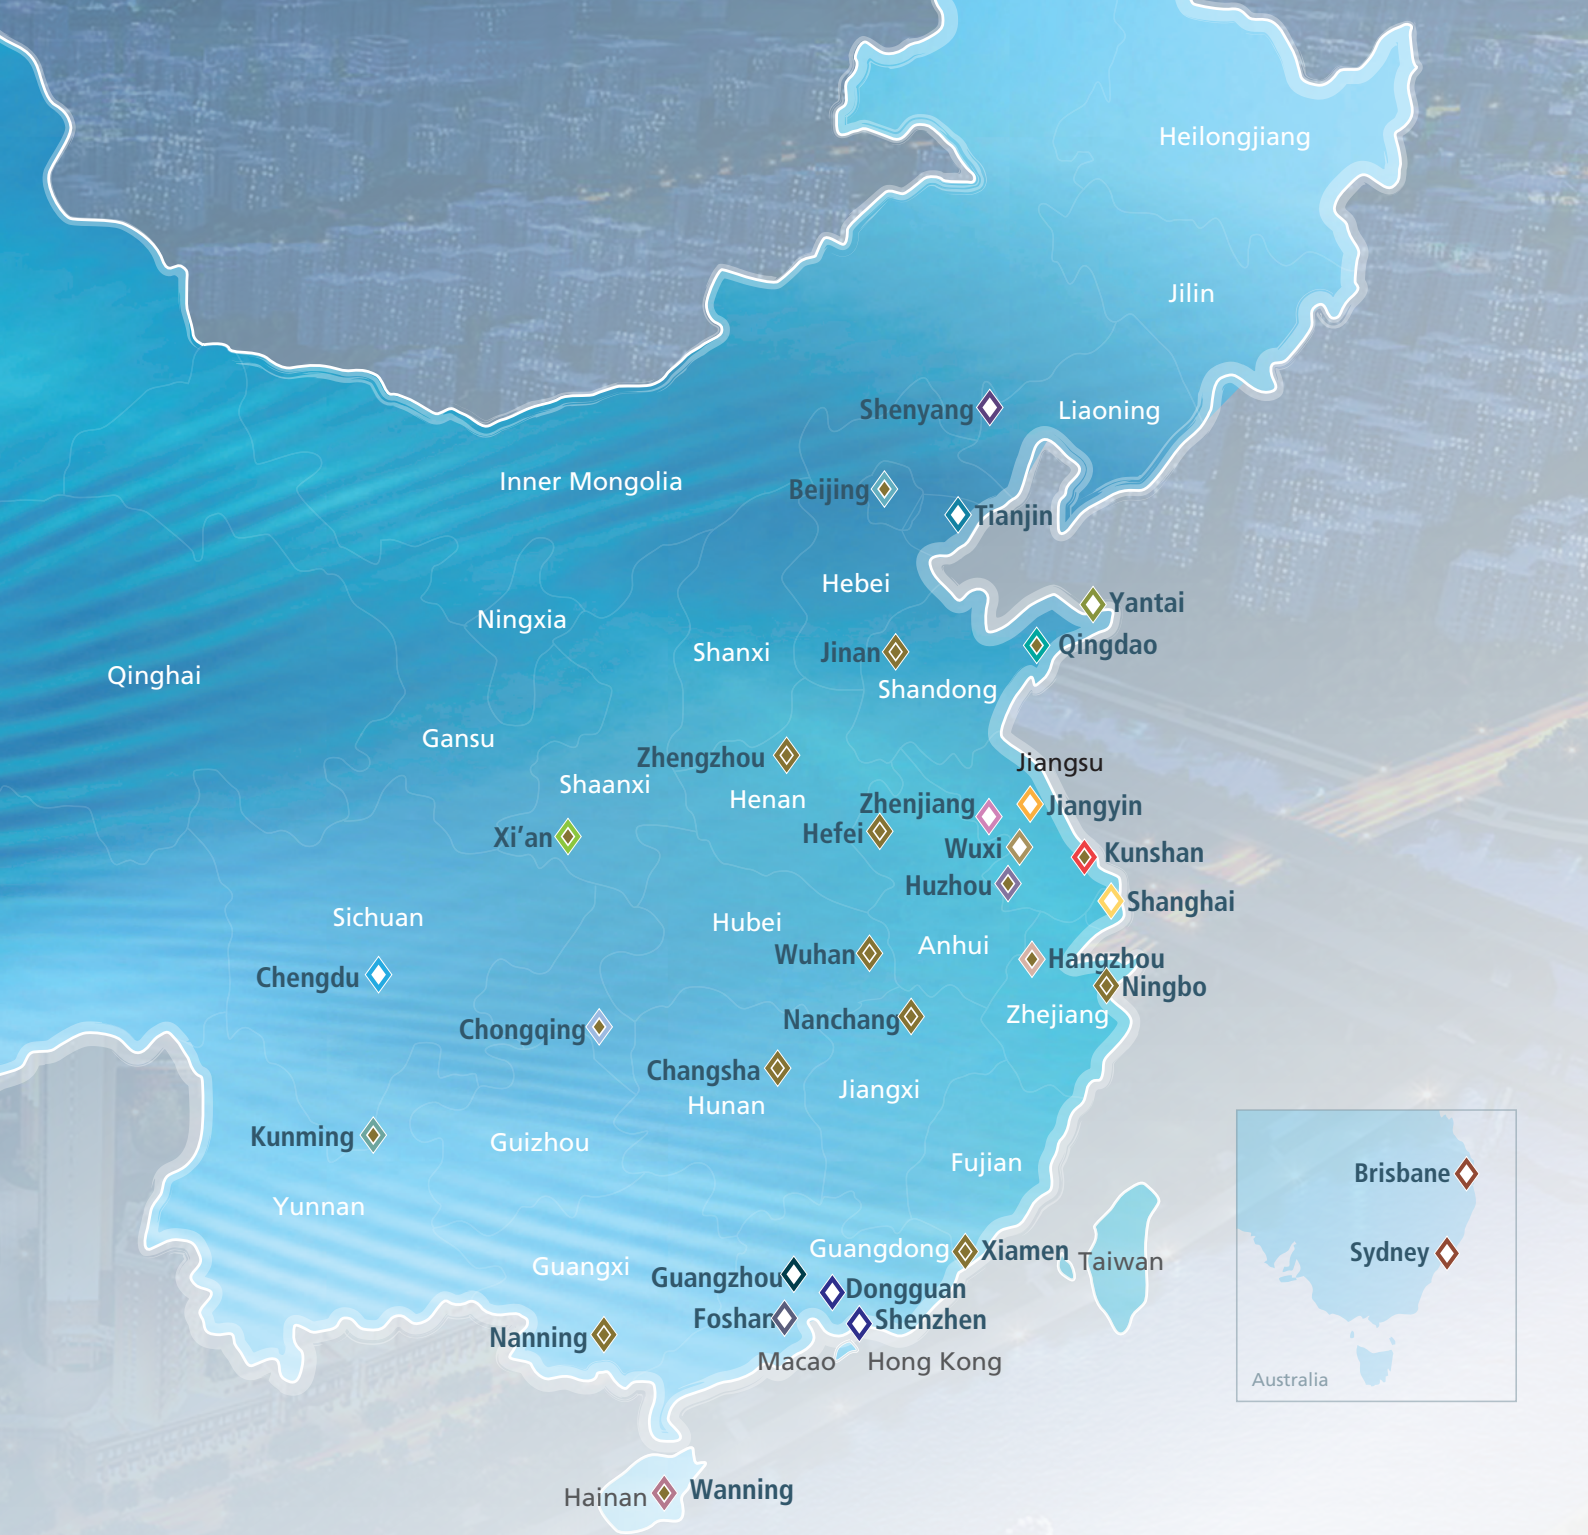 Heilongjiang
Jilin
Shenyang
Liaoning
Inner Mongolia
Beijing
Tianjin
Hebei
Yantai
Ningxia
Shanxi
Jinan
Qingdao
Qinghai
Shandong
Gansu
Zhengzhou
Jiangsu
Shaanxi
Henan
Zhenjiang
Jiangyin
Xi’an
Hefei
Wuxi
Kunshan
Huzhou
Shanghai
Sichuan
Hubei
Anhui
Wuhan
Hangzhou
Chengdu
Ningbo
Chongqing
Nanchang
Zhejiang
Changsha
Jiangxi
Hunan
Kunming
Guizhou
Fujian
Brisbane
Yunnan
Guangdong
Xiamen
Sydney
Taiwan
Guangxi
Guangzhou
Dongguan
Foshan
Shenzhen
Nanning
Macao
Hong Kong
Australia
Hainan
Wanning